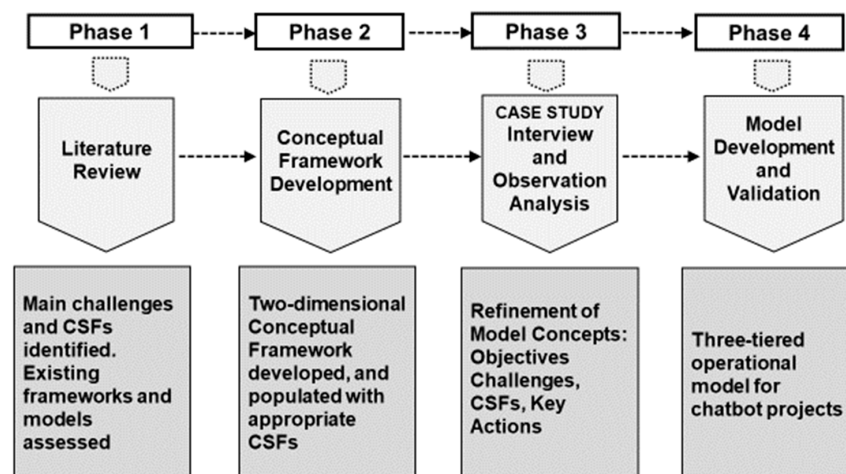 Phase 1
Phase 2
Phase 3
Phase 4
Literature
Review
Conceptual
Framework
Development
CASE STUDY
Interview
and
Observation
Analysis
Model
Development
and
Validation
Main challenges
and CSFs
identified.
Existing
frameworks and
models
assessed
Two-dimensional
Conceptual
Framework
developed, and
populated with
appropriate
CSFs
Refinement of
Model Concepts:
Objectives
Challenges,
CSFs, Key
Actions
Three-tiered
operational
model for
chatbot projects